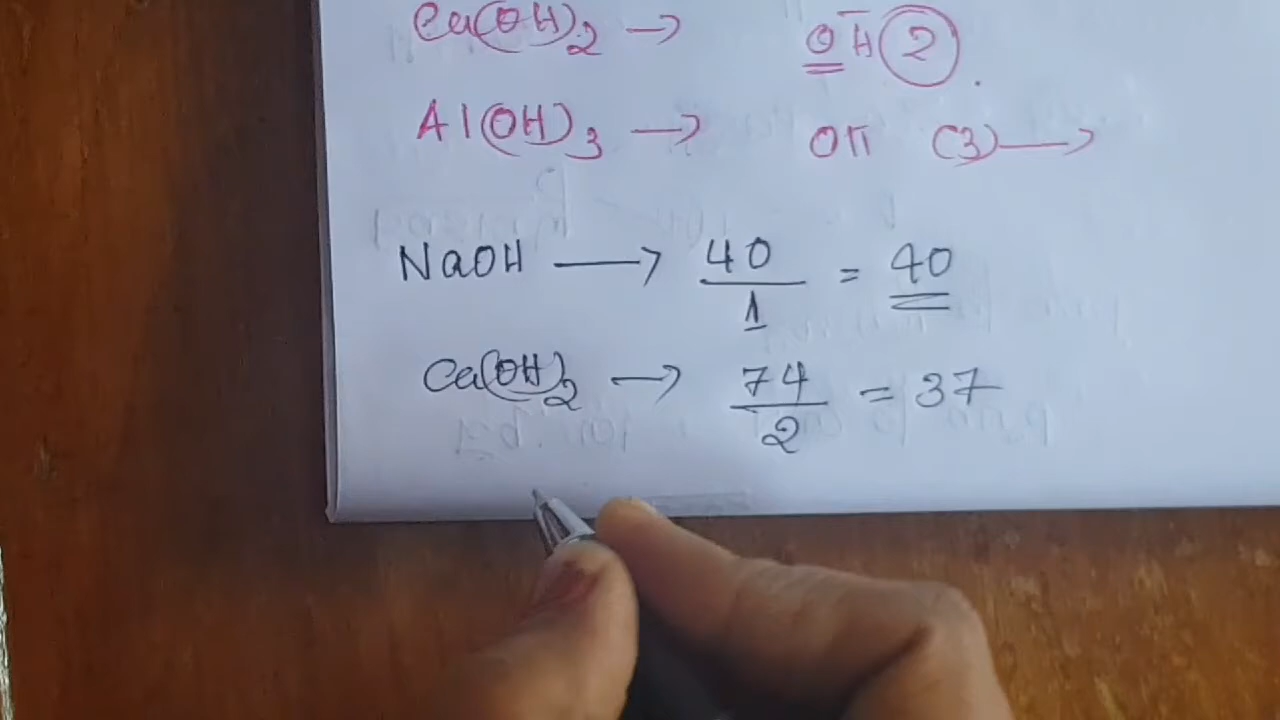 Ca(OH)2 → OH 2 .
Al(OH)3 → OH (3) →
NaOH → 40/1 = 40
Ca(OH)2 → 74/2 = 37